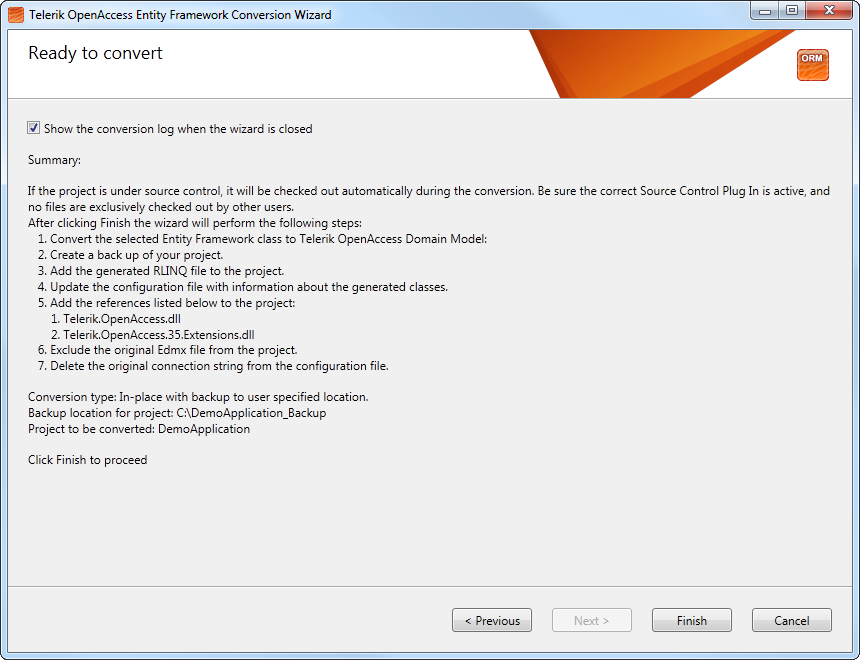 Telerik OpenAccess Entity Framework Conversion Wizard
Ready to convert
ORM
Show the conversion log when the wizard is closed
Summary:
If the project is under source control, it will be checked out automatically during the conversion. Be sure the correct Source Control Plug In is active, and
no files are exclusively checked out by other users.
After clicking Finish the wizard will perform the following steps:
1. Convert the selected Entity Framework class to Telerik OpenAccess Domain Model:
2. Create a back up of your project.
3. Add the generated RLINQ file to the project.
4. Update the configuration file with information about the generated classes.
5. Add the references listed below to the project:
1. Telerik.OpenAccess.dll
2. Telerik.OpenAccess.35.Extensions.dll
6. Exclude the original Edmx file from the project.
7. Delete the original connection string from the configuration file.
Conversion type: In-place with backup to user specified location.
Backup location for project: C:\DemoApplication_Backup
Project to be converted: DemoApplication
Click Finish to proceed
< Previous
Next >
Finish
Cancel